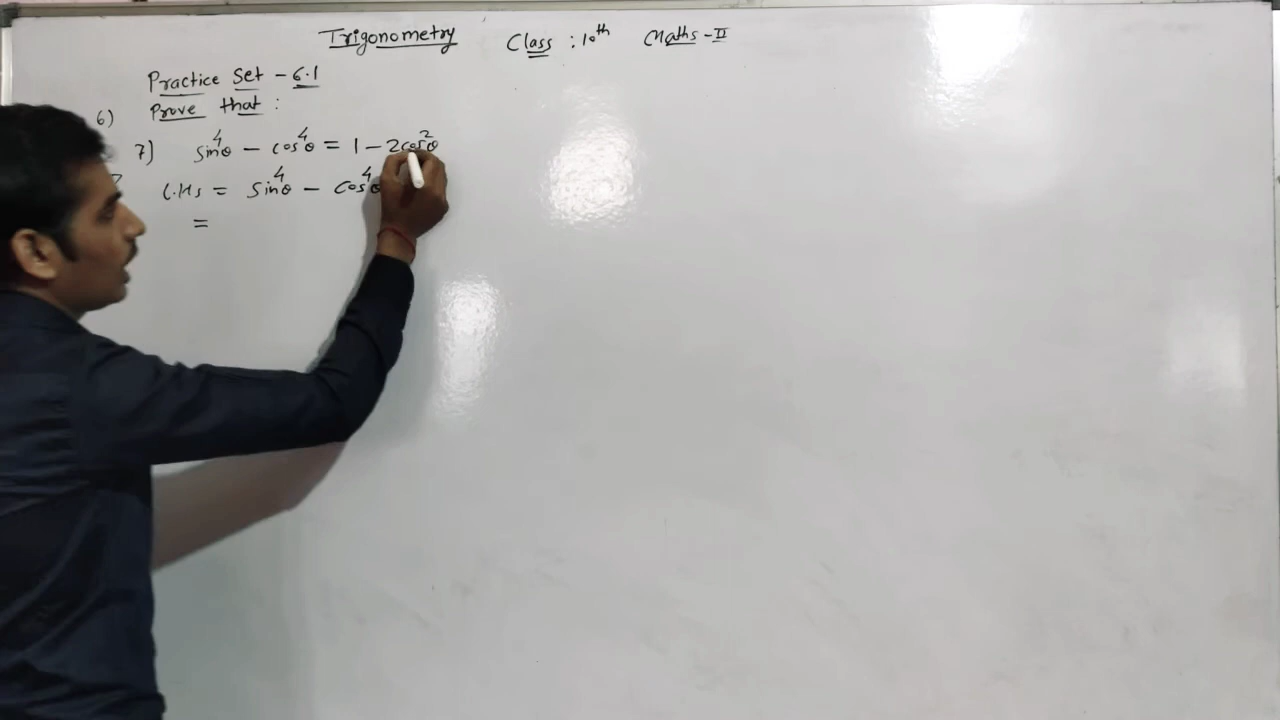 Trigonometry Class : 10th Maths-II
Practice Set - 6.1
6) Prove that :
7) sin⁴θ - cos⁴θ = 1 - 2cos²θ
L.Hs = sin⁴θ - cos⁴θ
=